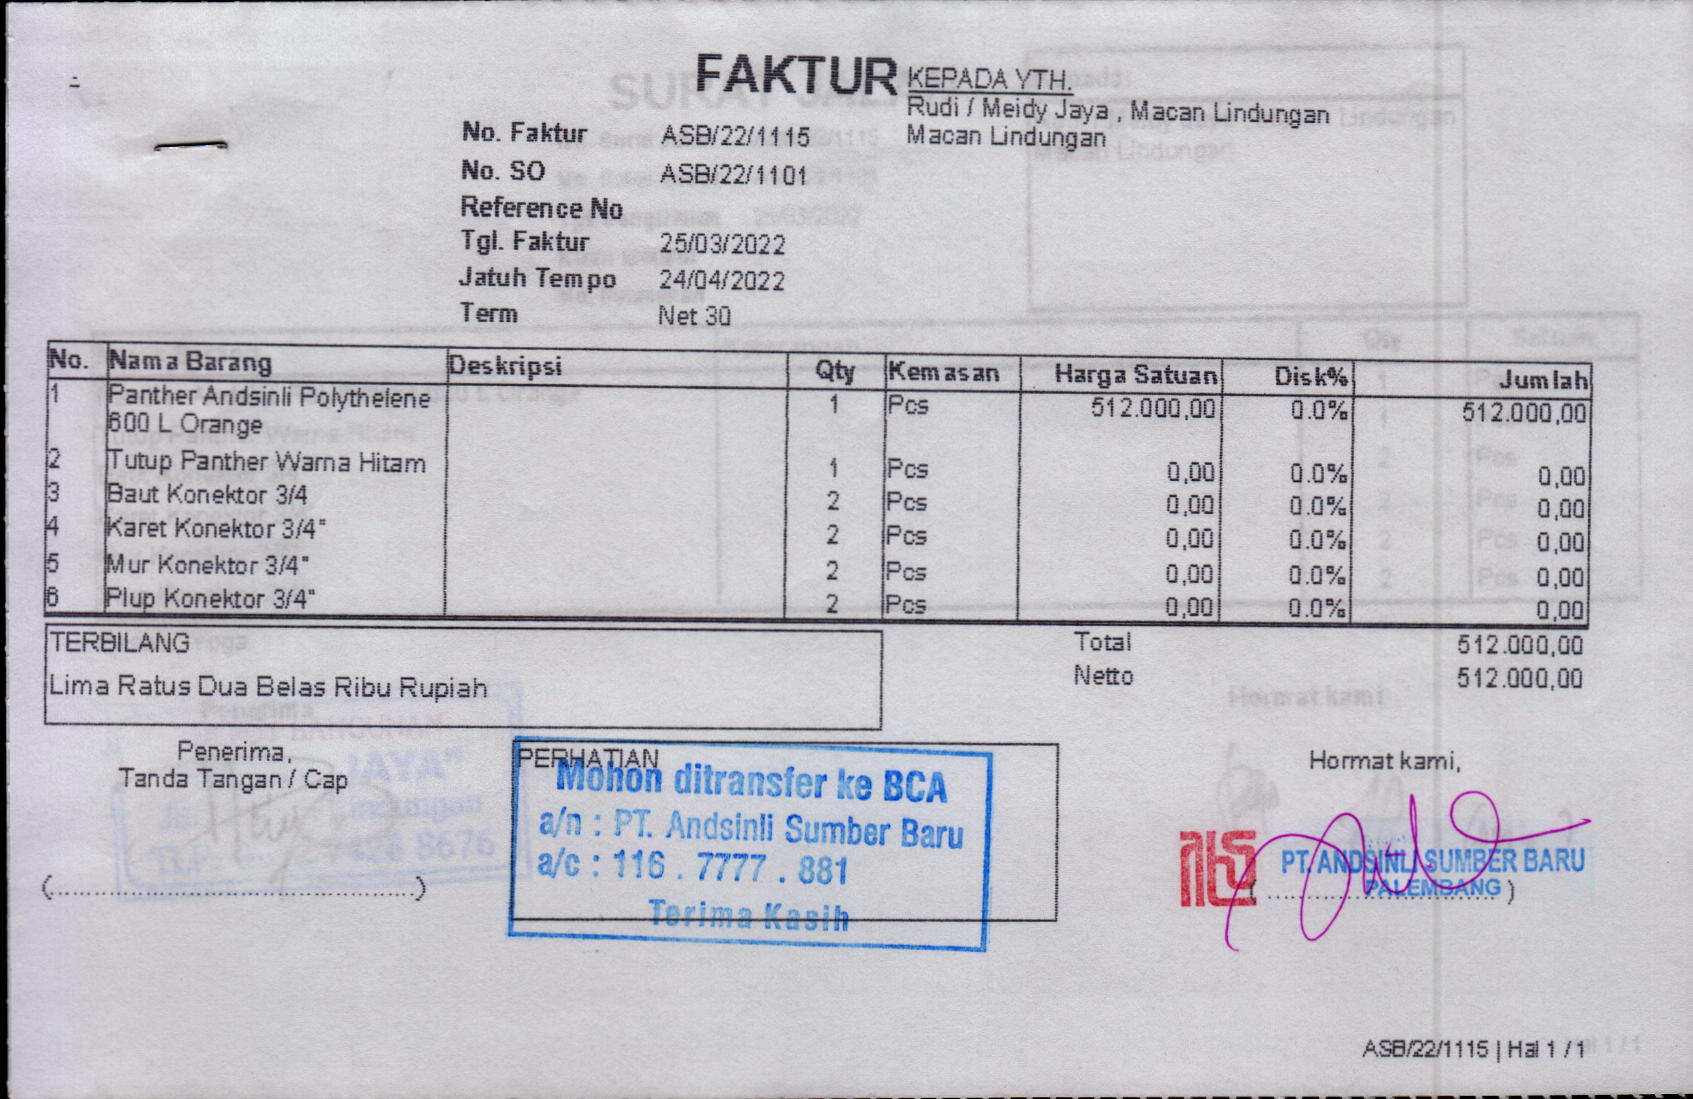 FAKTUR
KEPADA YTH.
Rudi / Meidy Jaya , Macan Lindungan
Macan Lindungan
No. Faktur ASB/22/1115
No. SO ASB/22/1101
Reference No
Tgl. Faktur 25/03/2022
Jatuh Tempo 24/04/2022
Term Net 30
No. Nama Barang Deskripsi Qty Kemasan Harga Satuan Disk% Jumlah
1 Panther Andsinli Polythelene 1 Pcs 512.000,00 0.0% 512.000,00
600 L Orange
2 Tutup Panther Warna Hitam 1 Pcs 0,00 0.0% 0,00
3 Baut Konektor 3/4 2 Pcs 0,00 0.0% 0,00
4 Karet Konektor 3/4" 2 Pcs 0,00 0.0% 0,00
5 Mur Konektor 3/4" 2 Pcs 0,00 0.0% 0,00
6 Plup Konektor 3/4" 2 Pcs 0,00 0.0% 0,00
TERBILANG
Lima Ratus Dua Belas Ribu Rupiah
Total 512.000,00
Netto 512.000,00
Penerima,
Tanda Tangan / Cap
(..........................................)
PERHATIAN
Mohon ditransfer ke BCA
a/n : PT. Andsinli Sumber Baru
a/c : 116 . 7777 . 881
Terima Kasih
Hormat kami,
PT. ANDSINLI SUMBER BARU
PALEMBANG
ASB/22/1115 | Hal 1 / 1